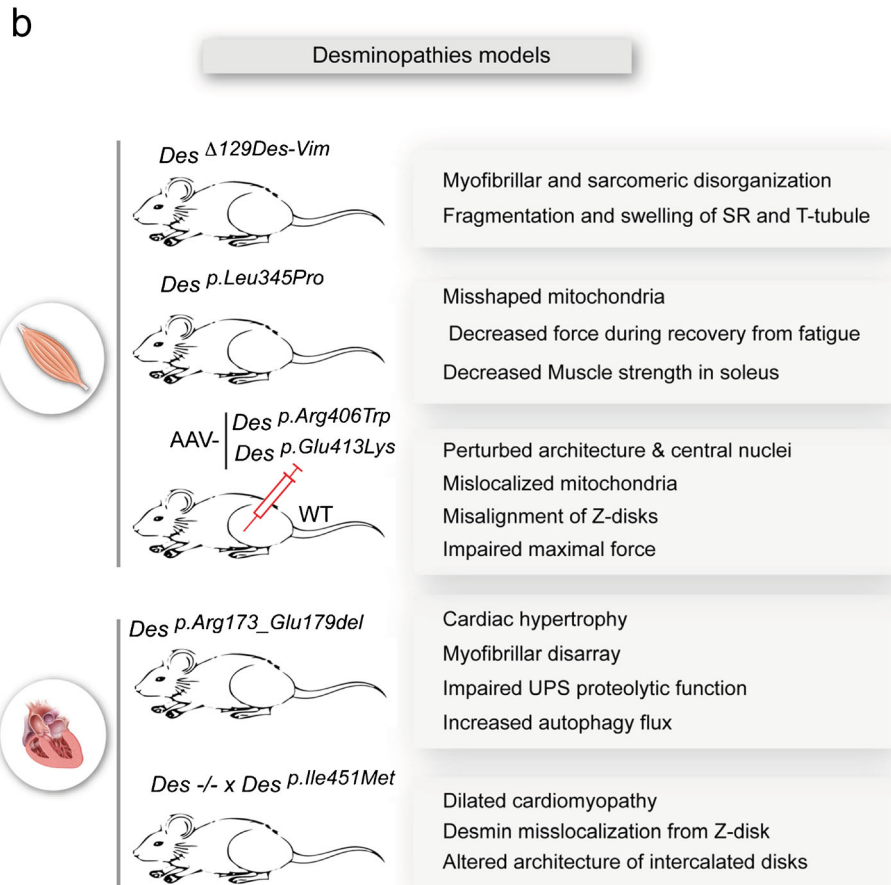 b
Desminopathies models
Des Δ129Des-Vim
Myofibrillar and sarcomeric disorganization
Fragmentation and swelling of SR and T-tubule
Des p.Leu345Pro
Misshaped mitochondria
Decreased force during recovery from fatigue
Decreased Muscle strength in soleus
AAV-
Des p.Arg406Trp
Des p.Glu413Lys
WT
Perturbed architecture & central nuclei
Mislocalized mitochondria
Misalignment of Z-disks
Impaired maximal force
Des p.Arg173_Glu179del
Cardiac hypertrophy
Myofibrillar disarray
Impaired UPS proteolytic function
Increased autophagy flux
Des -/- x Des p.Ile451Met
Dilated cardiomyopathy
Desmin misslocalization from Z-disk
Altered architecture of intercalated disks